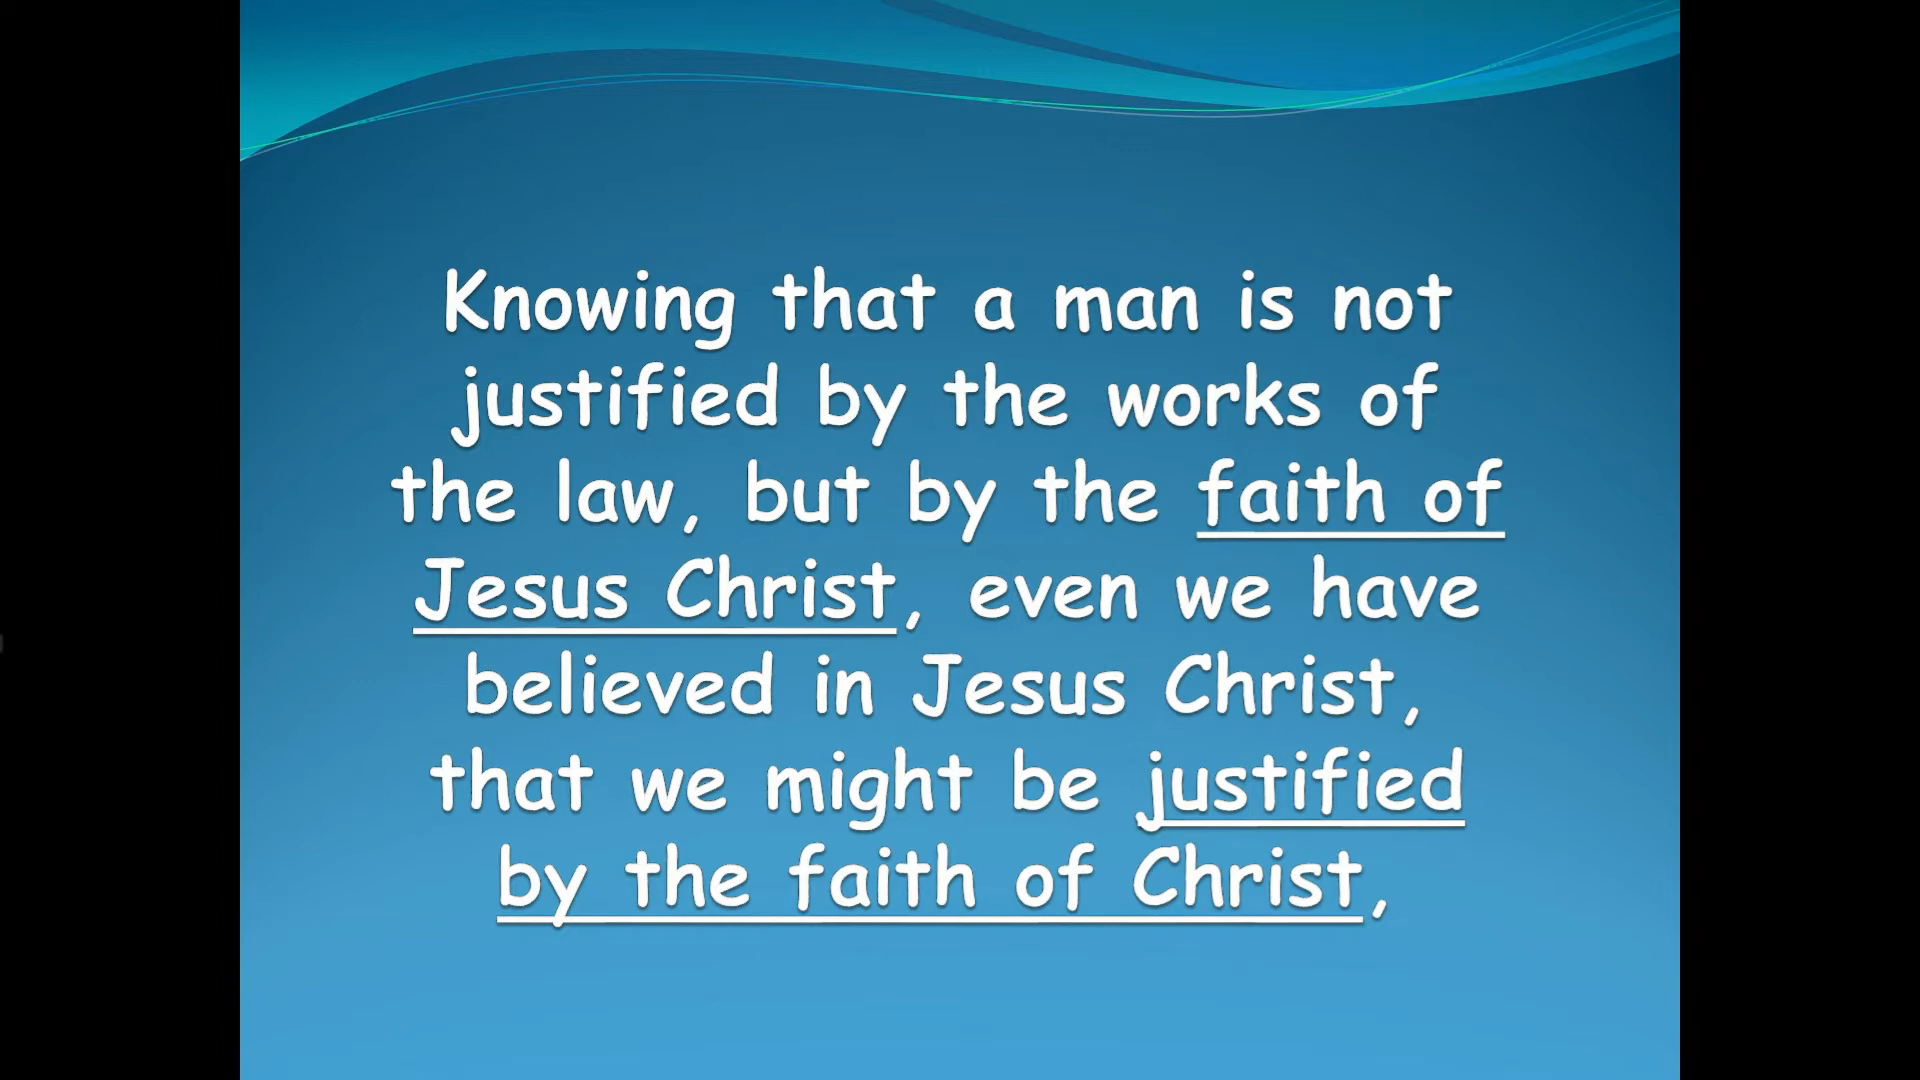 Knowing that a man is not
justified by the works of
the law, but by the faith of
Jesus Christ, even we have
believed in Jesus Christ,
that we might be justified
by the faith of Christ,